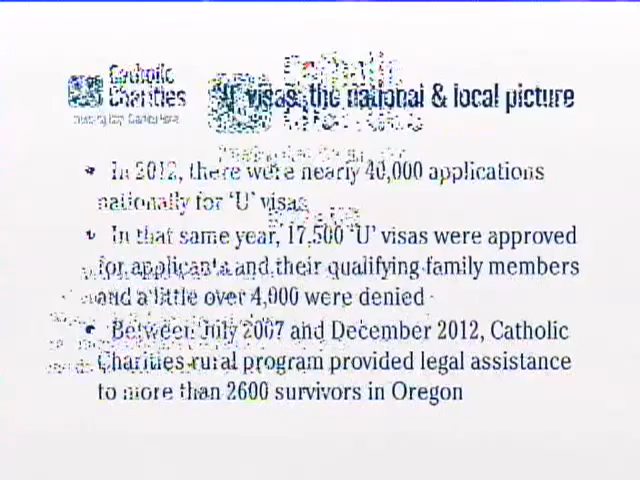 Catholic
Charities
'U' visas, the national & local picture
In 2012, there were nearly 40,000 applications
nationally for 'U' visas
In that same year, 17,500 'U' visas were approved
for applicants and their qualifying family members
and a little over 4,000 were denied
Between July 2007 and December 2012, Catholic
Charities rural program provided legal assistance
to more than 2600 survivors in Oregon